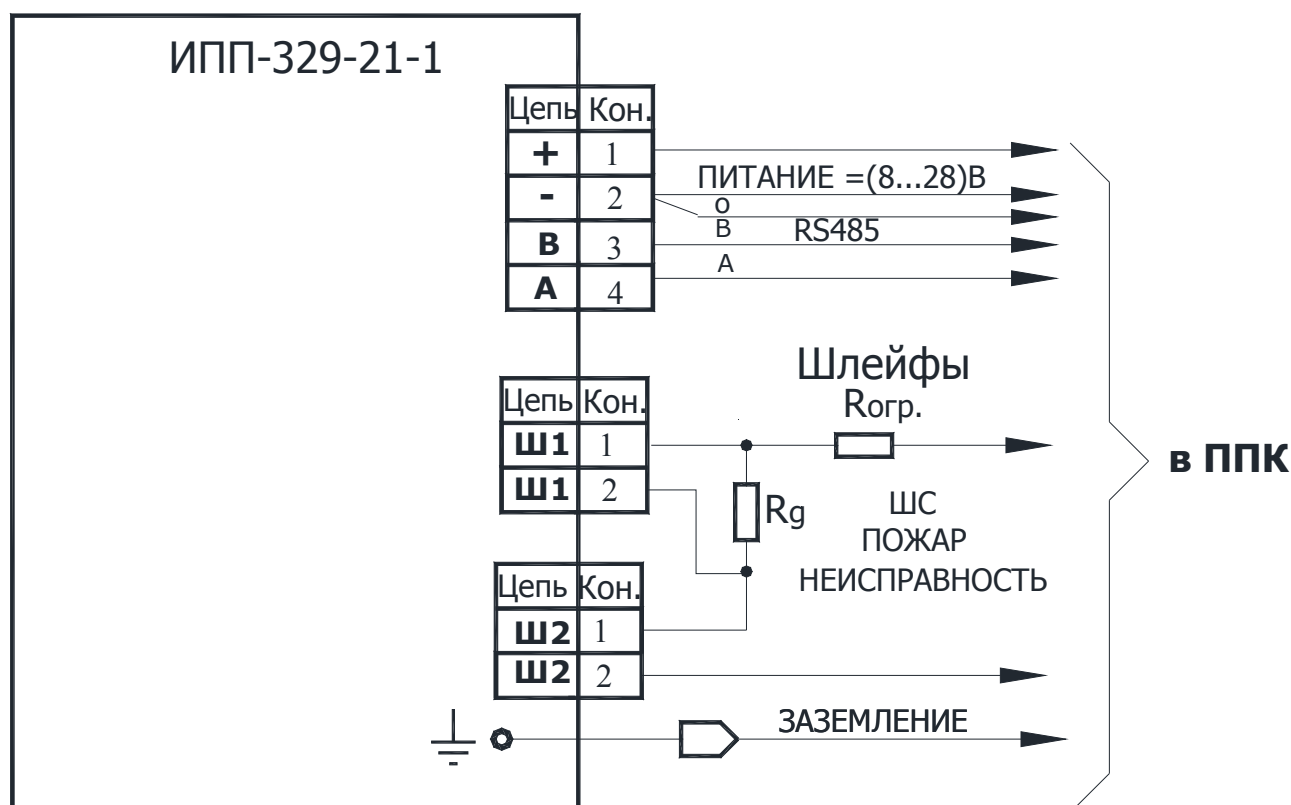 ИПП-329-21-1
Цепь Кон.
+ 1
- 2
В 3
А 4
ПИТАНИЕ =(8...28)В
о
В RS485
А
Шлейфы
Rогр.
Цепь Кон.
Ш1 1
Ш1 2
Rg
ШС
ПОЖАР
НЕИСПРАВНОСТЬ
в ППК
Цепь Кон.
Ш2 1
Ш2 2
ЗАЗЕМЛЕНИЕ